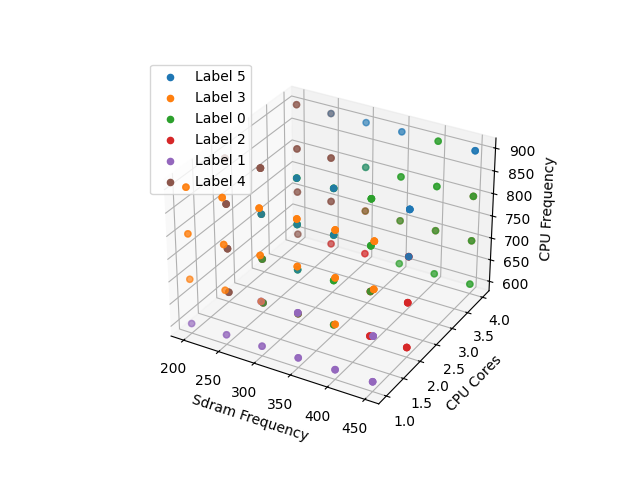 Label 5
Label 3
Label 0
Label 2
Label 1
Label 4
900
850
800
750
700
650
600
CPU Frequency
4.0
3.5
3.0
2.5
2.0
1.5
1.0
CPU Cores
200
250
300
350
400
450
Sdram Frequency